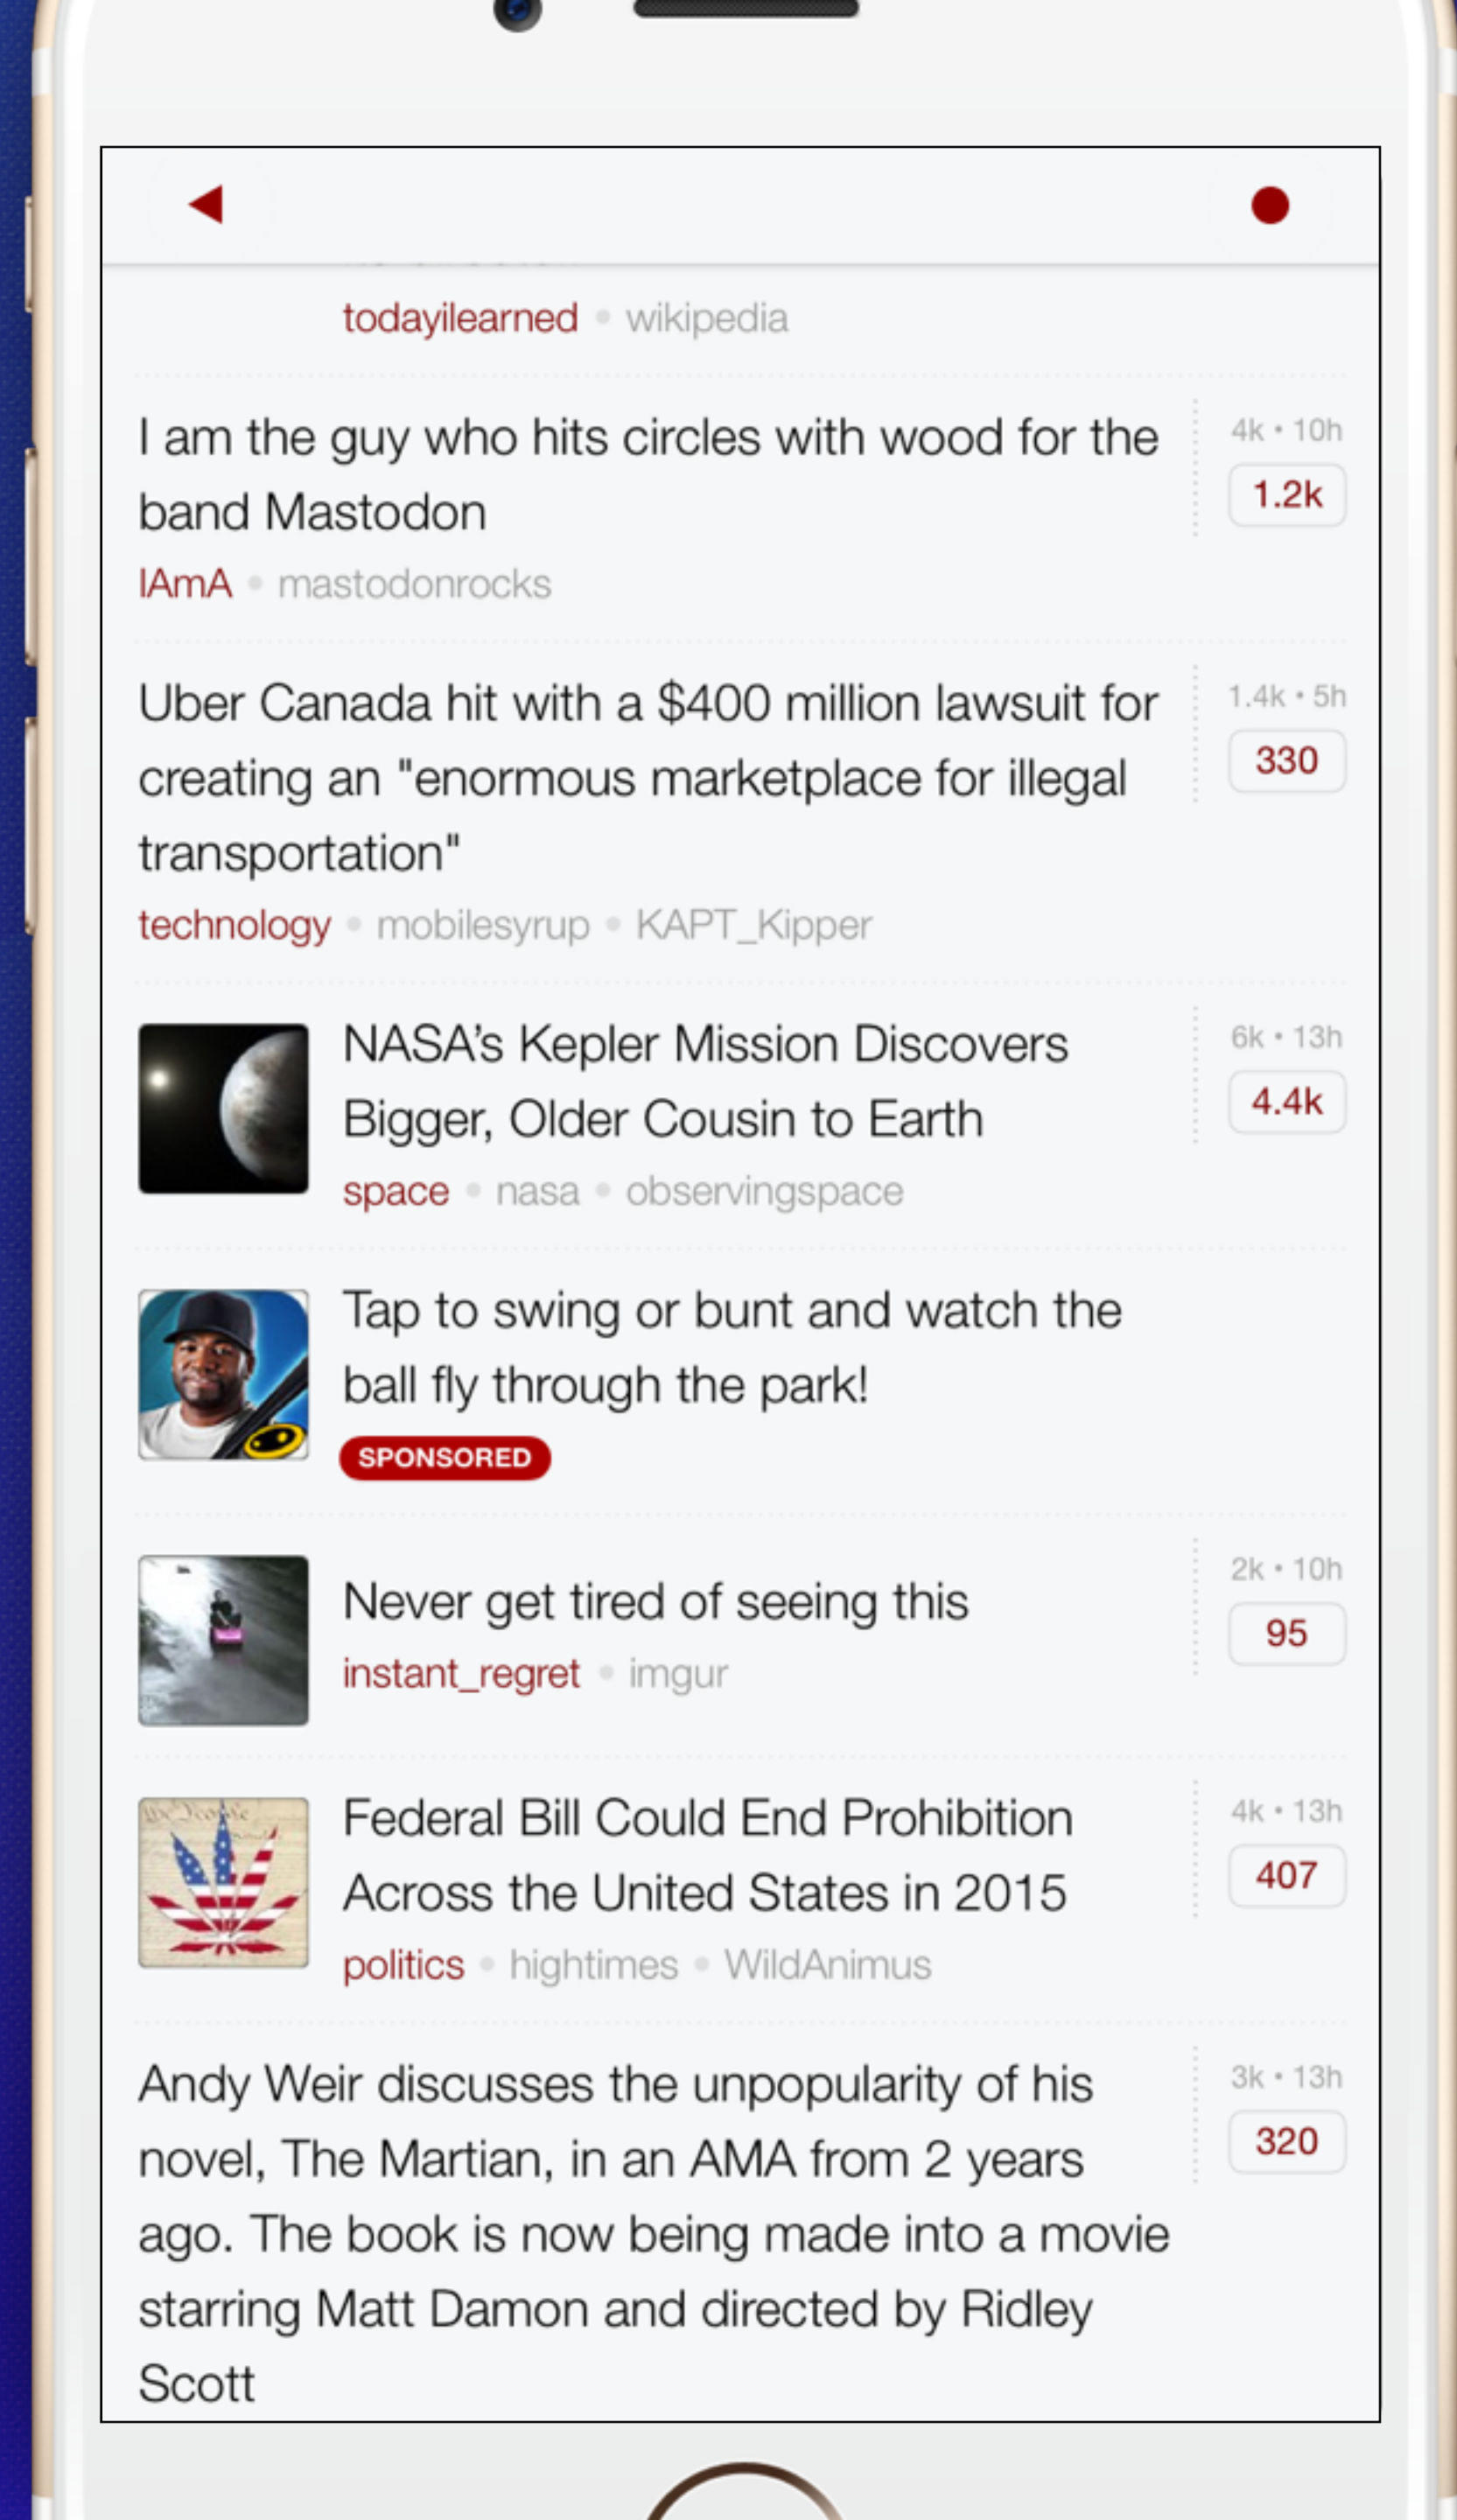 todayilearned • wikipedia
I am the guy who hits circles with wood for the
band Mastodon
4k • 10h
1.2k
IAmA • mastodonrocks
Uber Canada hit with a $400 million lawsuit for
creating an "enormous marketplace for illegal
transportation"
1.4k • 5h
330
technology • mobilesyrup • KAPT_Kipper
NASA’s Kepler Mission Discovers
Bigger, Older Cousin to Earth
6k • 13h
4.4k
space • nasa • observingspace
Tap to swing or bunt and watch the
ball fly through the park!
SPONSORED
Never get tired of seeing this
2k • 10h
95
instant_regret • imgur
We the People
Federal Bill Could End Prohibition
Across the United States in 2015
4k • 13h
407
politics • hightimes • WildAnimus
Andy Weir discusses the unpopularity of his
novel, The Martian, in an AMA from 2 years
ago. The book is now being made into a movie
starring Matt Damon and directed by Ridley
Scott
3k • 13h
320